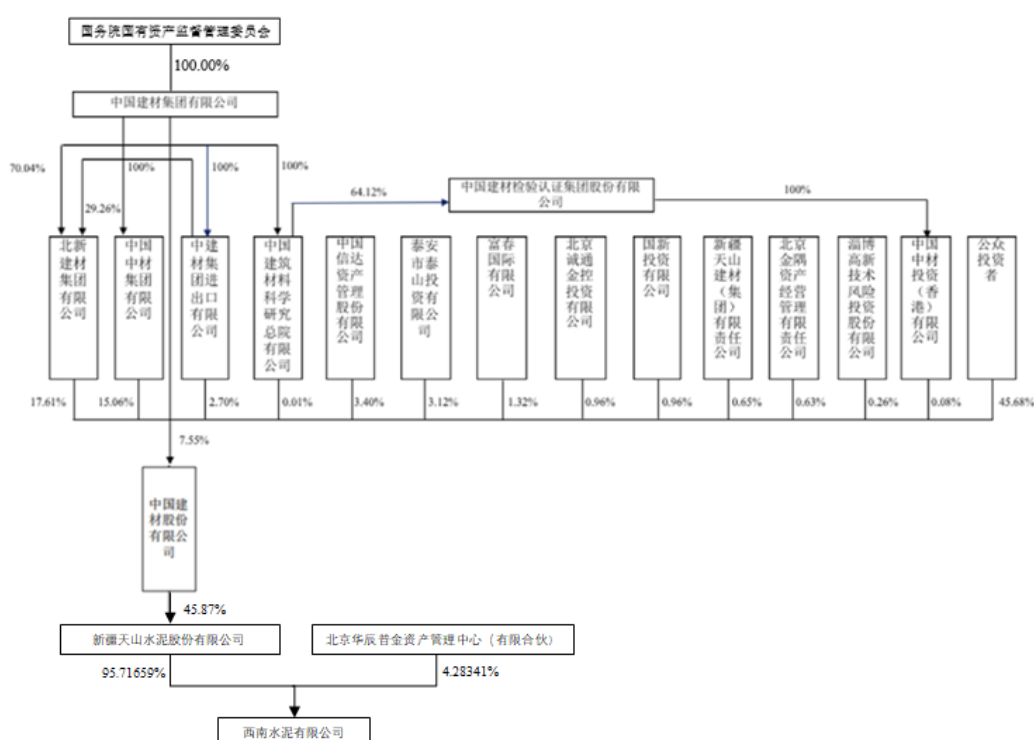 国务院国有资产监督管理委员会
100.00%
中国建材集团有限公司
70.04%
100%
100%
100%
29.26%
64.12%
中国建材检验认证集团股份有限
公司
100%
北新
建材
集团
有限
公司
中国
中材
集团
有限
公司
中建
材集
团进
出口
有限
公司
中国
建筑
材料
科学
研究
总院
有限
公司
中国
信达
资产
管理
股份
有限
公司
泰安
市泰
山投
资有
限公
司
富春
国际
有限
公司
北京
诚通
金控
投资
有限
公司
国新
投资
有限
公司
新疆
天山
建材
（集
团）
有限
责任
公司
北京
金隅
资产
经营
管理
有限
责任
公司
淄博
高新
技术
风险
投资
股份
有限
公司
中国
中材
投资
（香
港）
有限
公司
公众
投资
者
17.61%
15.06%
2.70%
0.01%
3.40%
3.12%
1.32%
0.96%
0.96%
0.65%
0.63%
0.26%
0.08%
45.68%
7.55%
中国建
材股份
有限公
司
45.87%
新疆天山水泥股份有限公司
北京华辰普金资产管理中心（有限合伙）
95.71659%
4.28341%
西南水泥有限公司